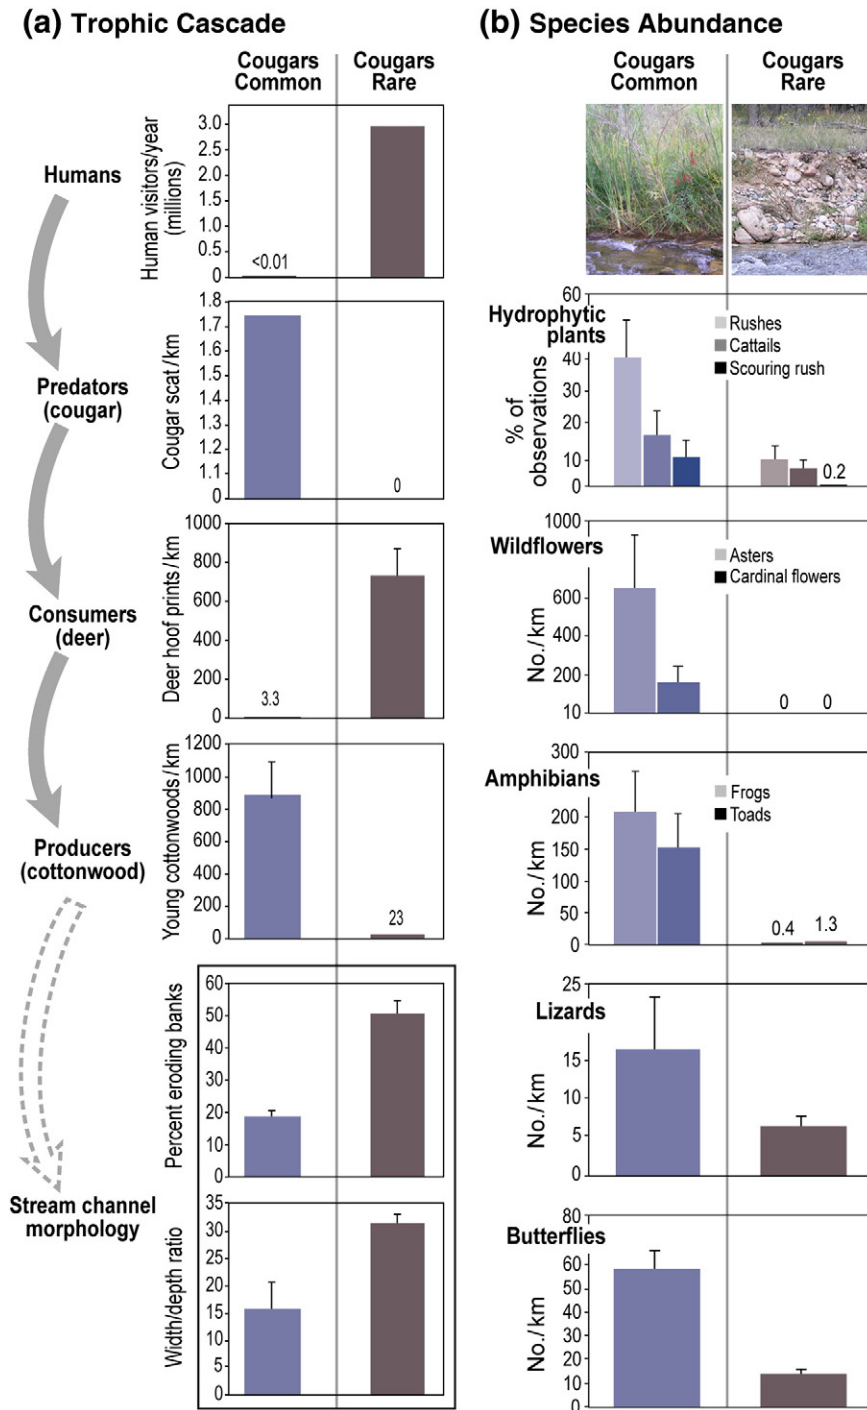 (a) Trophic Cascade
Cougars
Common
Cougars
Rare
Humans
Human visitors/year
(millions)
3.0
2.5
2.0
1.5
1.0
0.5
0
<0.01
Predators
(cougar)
Cougar scat/km
1.8
1.7
1.6
1.5
1.4
1.3
1.2
1.1
0
0
Consumers
(deer)
Deer hoof prints/km
1000
800
600
400
200
0
3.3
Producers
(cottonwood)
Young cottonwoods/km
1200
1000
800
600
400
200
0
23
Stream channel
morphology
Percent eroding banks
60
50
40
30
20
10
0
Width/depth ratio
35
30
25
20
15
10
5
0
(b) Species Abundance
Cougars
Common
Cougars
Rare
Hydrophytic
plants
% of
observations
60
40
30
20
10
0
Rushes
Cattails
Scouring rush
0.2
Wildflowers
No./km
1000
600
200
10
Asters
Cardinal flowers
0
0
Amphibians
No./km
300
200
150
100
50
0
Frogs
Toads
0.4
1.3
Lizards
No./km
25
15
10
5
0
Butterflies
No./km
80
60
50
40
30
20
10
0